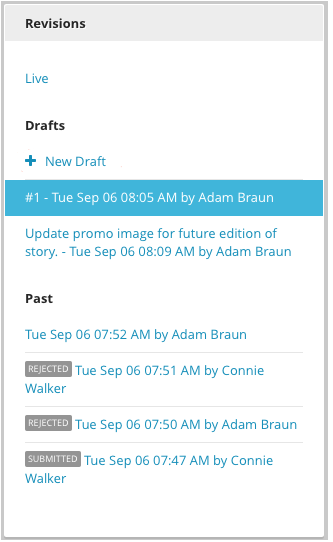 Revisions
Live
Drafts
+ New Draft
#1 - Tue Sep 06 08:05 AM by Adam Braun
Update promo image for future edition of
story. - Tue Sep 06 08:09 AM by Adam Braun
Past
Tue Sep 06 07:52 AM by Adam Braun
REJECTED Tue Sep 06 07:51 AM by Connie
Walker
REJECTED Tue Sep 06 07:50 AM by Adam Braun
SUBMITTED Tue Sep 06 07:47 AM by Connie
Walker